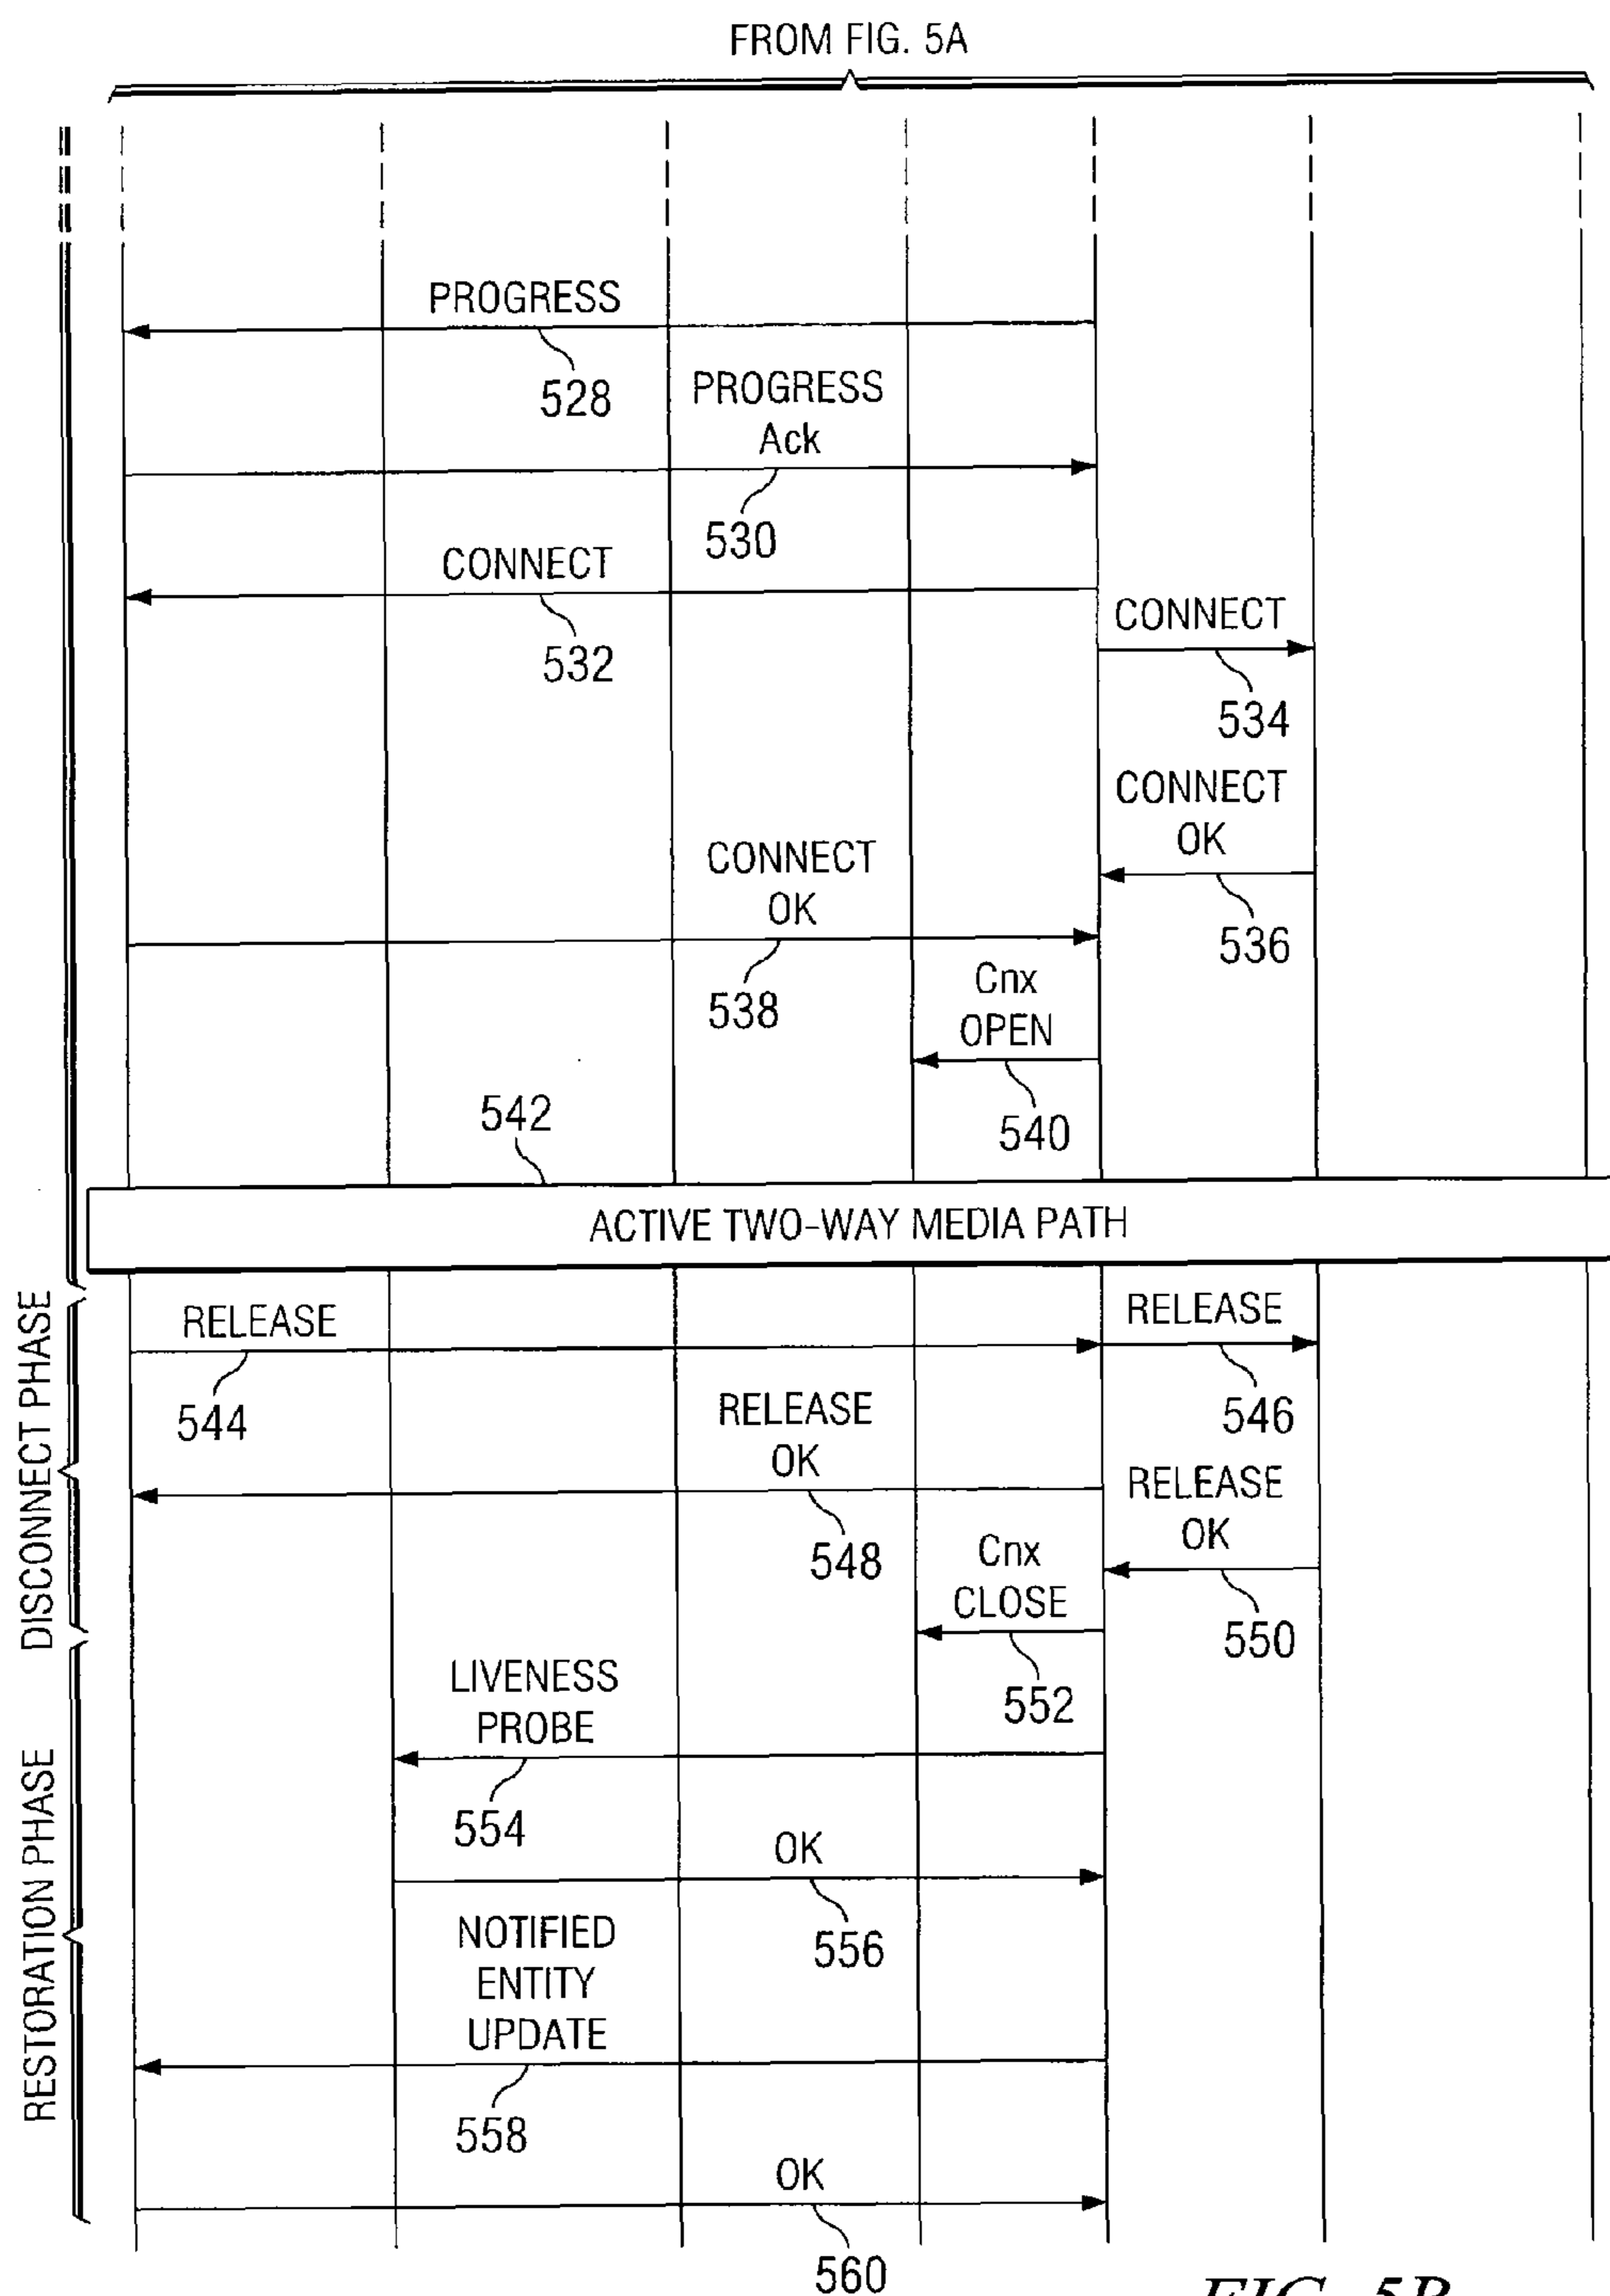 FROM FIG. 5A
PROGRESS
528
PROGRESS
Ack
530
CONNECT
532
CONNECT
534
CONNECT
OK
536
CONNECT
OK
538
Cnx
OPEN
540
542
ACTIVE TWO-WAY MEDIA PATH
DISCONNECT PHASE
RELEASE
544
RELEASE
546
RELEASE
OK
548
RELEASE
OK
550
Cnx
CLOSE
552
RESTORATION PHASE
LIVENESS
PROBE
554
OK
556
NOTIFIED
ENTITY
UPDATE
558
OK
560
FIG. 5B